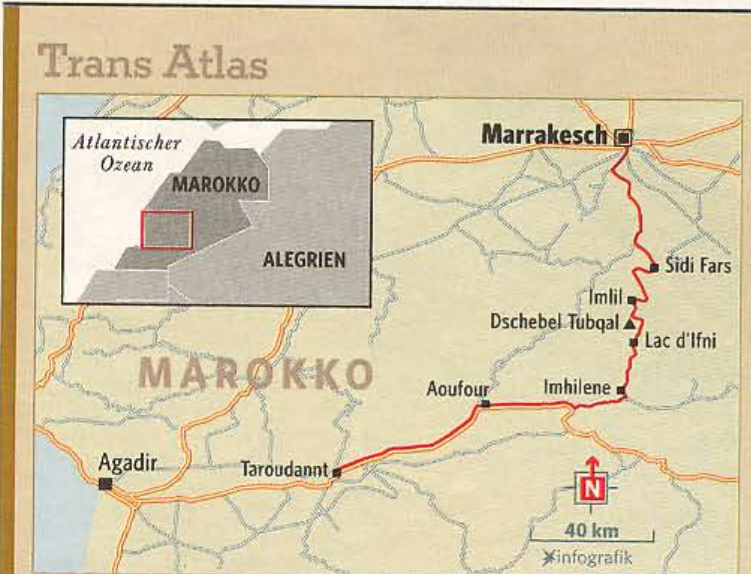 Trans Atlas
Atlantischer
Ozean
MAROKKO
ALEGRIEN
Marrakesch
Sidi Fars
Imlil
Dschebel Tubqal
Lac d'Ifni
MAROKKO
Aoufour
Imhilene
Agadir
Taroudannt
N
40 km
infografik